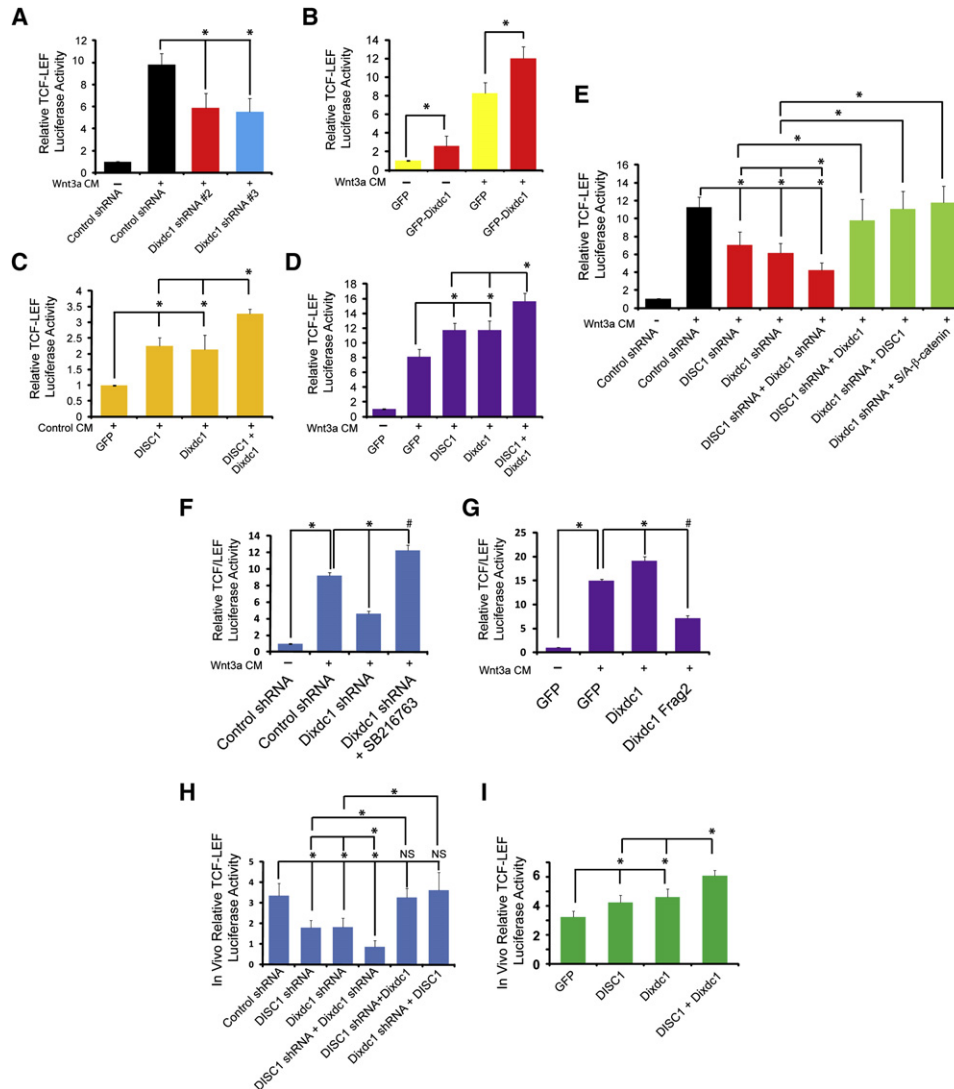 A
Relative TCF-LEF
Luciferase Activity
12
10
8
6
4
2
0
*
*
Wnt3a CM
–
+
+
+
Control shRNA
Control shRNA
Dixdc1 shRNA #2
Dixdc1 shRNA #3
B
Relative TCF-LEF
Luciferase Activity
14
12
10
8
6
4
2
0
*
*
Wnt3a CM
–
–
+
+
GFP
GFP-Dixdc1
GFP
GFP-Dixdc1
C
Relative TCF-LEF
Luciferase Activity
4
3.5
3
2.5
2
1.5
1
0.5
0
*
*
*
Control CM
+
+
+
+
GFP
DISC1
Dixdc1
DISC1 +
Dixdc1
D
Relative TCF-LEF
Luciferase Activity
18
16
14
12
10
8
6
4
2
0
*
*
*
Wnt3a CM
–
+
+
+
+
GFP
GFP
DISC1
Dixdc1
DISC1 +
Dixdc1
E
Relative TCF-LEF
Luciferase Activity
14
12
10
8
6
4
2
0
*
*
*
*
*
*
*
*
Wnt3a CM
-
+
+
+
+
+
+
+
Control shRNA
Control shRNA
DISC1 shRNA
Dixdc1 shRNA
DISC1 shRNA + Dixdc1 shRNA
DISC1 shRNA + Dixdc1
Dixdc1 shRNA + DISC1
Dixdc1 shRNA + S/A-β-catenin
F
Relative TCF/LEF
Luciferase Activity
14
12
10
8
6
4
2
0
*
*
#
Wnt3a CM
–
+
+
+
Control shRNA
Control shRNA
Dixdc1 shRNA
Dixdc1 shRNA
+ SB216763
G
Relative TCF/LEF
Luciferase Activity
25
20
15
10
5
0
*
*
#
Wnt3a CM
–
+
+
+
GFP
GFP
Dixdc1
Dixdc1 Frag2
H
In Vivo Relative TCF-LEF
Luciferase Activity
5
4
3
2
1
0
*
*
*
*
*
*
NS
NS
Control shRNA
DISC1 shRNA
Dixdc1 shRNA
DISC1 shRNA + Dixdc1 shRNA
DISC1 shRNA+Dixdc1
Dixdc1 shRNA + DISC1
I
In Vivo Relative TCF-LEF
Luciferase Activity
6
4
2
0
*
*
*
GFP
DISC1
Dixdc1
DISC1 + Dixdc1